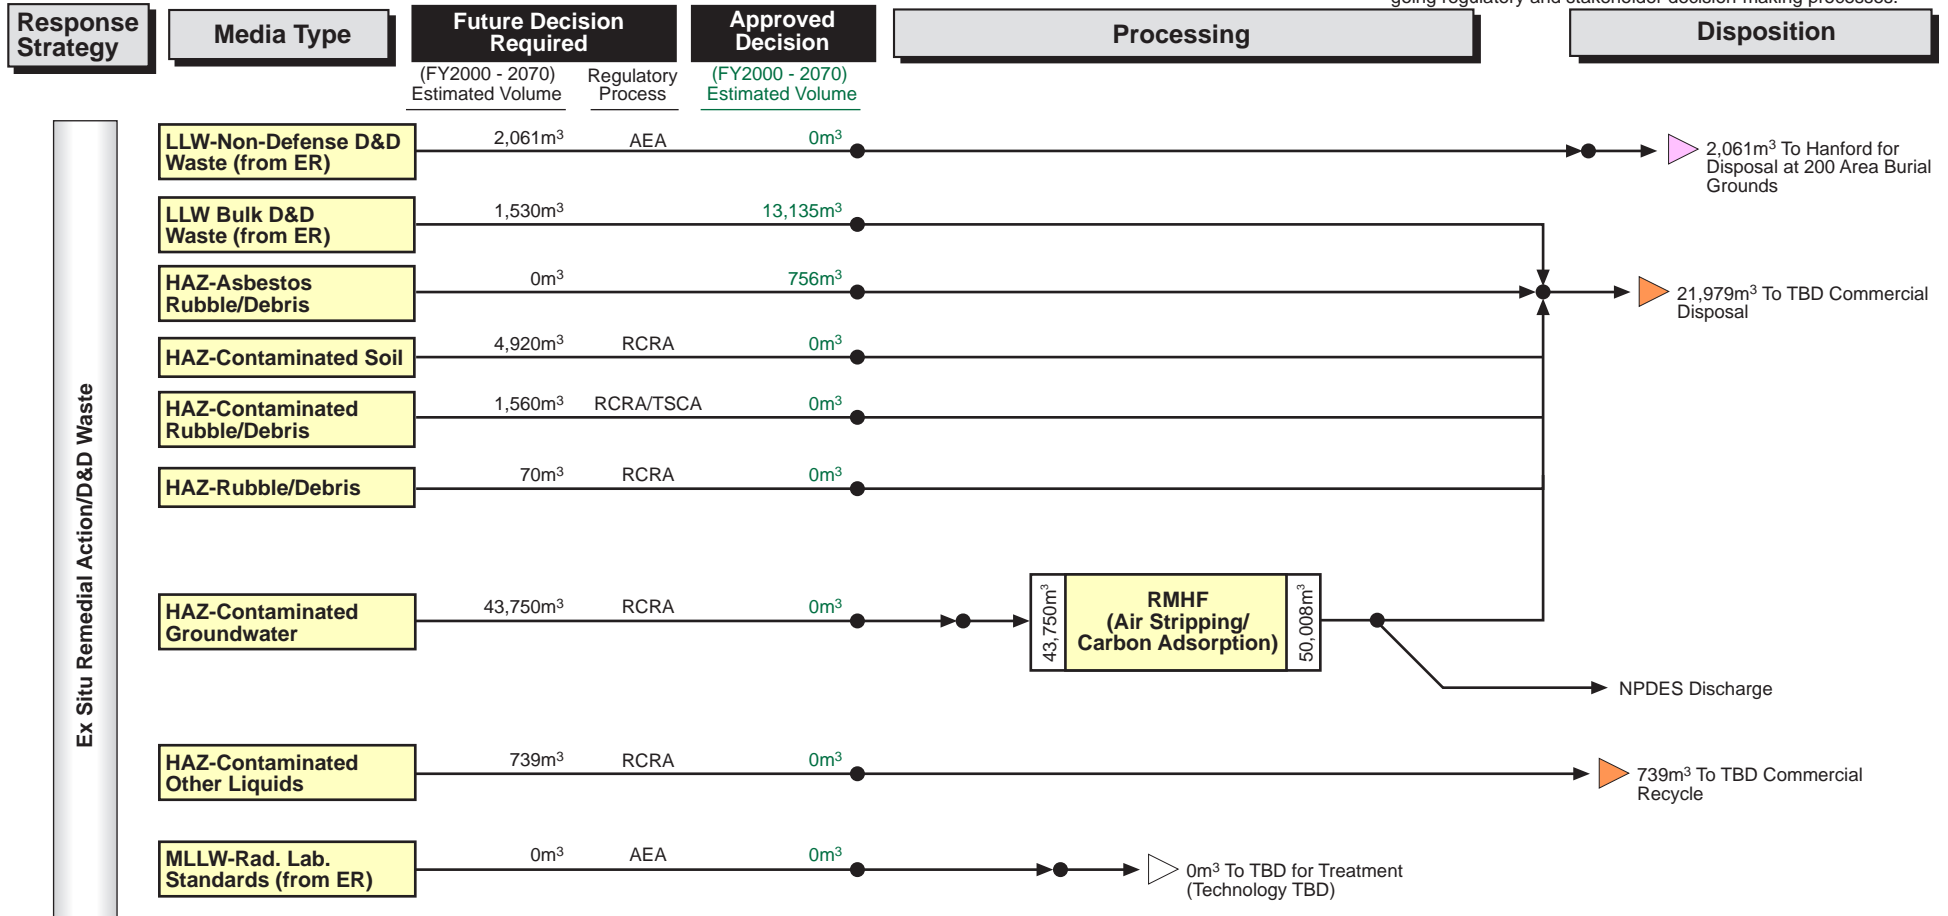 going regulatory and stakeholder decision-making processes.
Response
Strategy
Media Type
Future Decision
Required
Approved
Decision
Processing
Disposition
(FY2000 - 2070)
Estimated Volume
Regulatory
Process
(FY2000 - 2070)
Estimated Volume
Ex Situ Remedial Action/D&D Waste
LLW-Non-Defense D&D
Waste (from ER)
2,061m³
AEA
0m³
2,061m³ To Hanford for
Disposal at 200 Area Burial
Grounds
LLW Bulk D&D
Waste (from ER)
1,530m³
13,135m³
HAZ-Asbestos
Rubble/Debris
0m³
756m³
21,979m³ To TBD Commercial
Disposal
HAZ-Contaminated Soil
4,920m³
RCRA
0m³
HAZ-Contaminated
Rubble/Debris
1,560m³
RCRA/TSCA
0m³
HAZ-Rubble/Debris
70m³
RCRA
0m³
HAZ-Contaminated
Groundwater
43,750m³
RCRA
0m³
43,750m³
RMHF
(Air Stripping/
Carbon Adsorption)
50,008m³
NPDES Discharge
HAZ-Contaminated
Other Liquids
739m³
RCRA
0m³
739m³ To TBD Commercial
Recycle
MLLW-Rad. Lab.
Standards (from ER)
0m³
AEA
0m³
0m³ To TBD for Treatment
(Technology TBD)